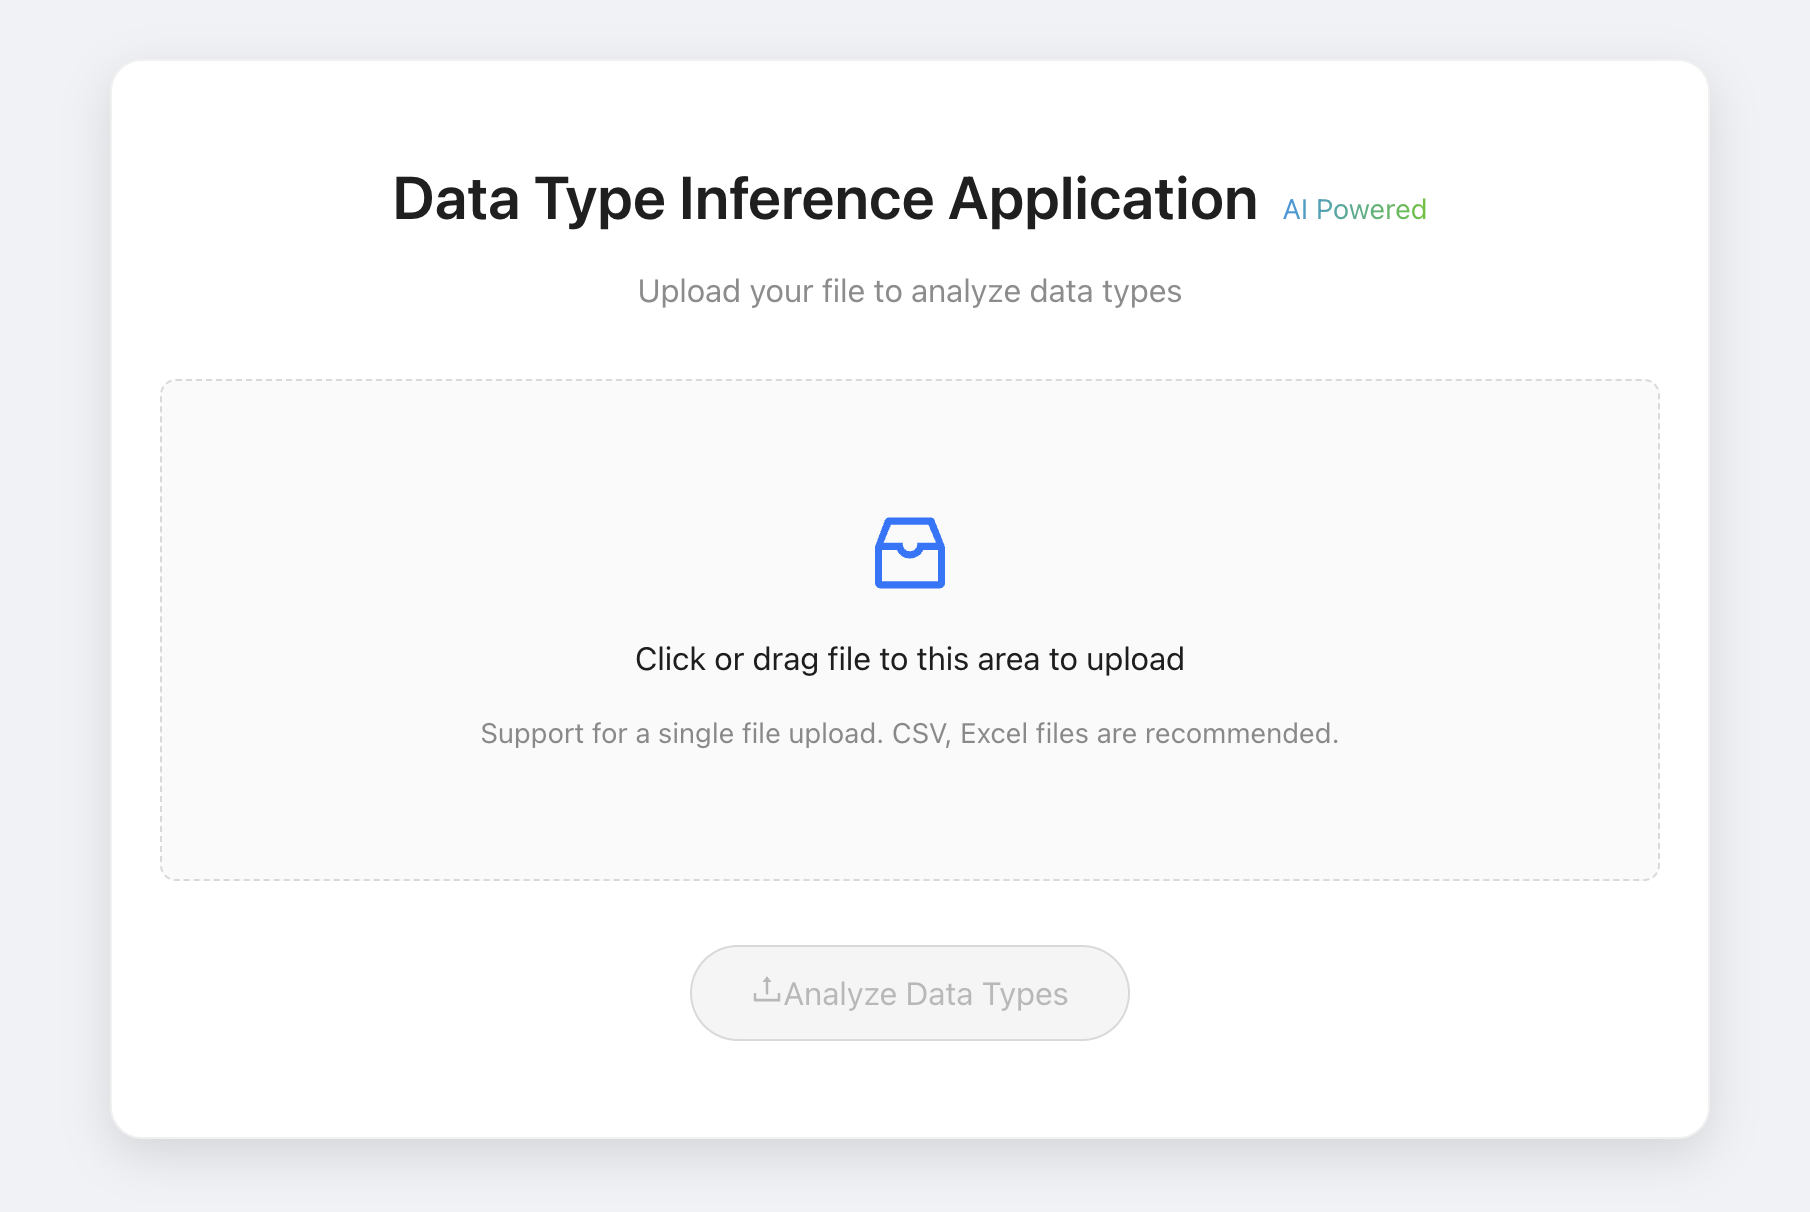 Data Type Inference Application AI Powered
Upload your file to analyze data types
Click or drag file to this area to upload
Support for a single file upload. CSV, Excel files are recommended.
Analyze Data Types